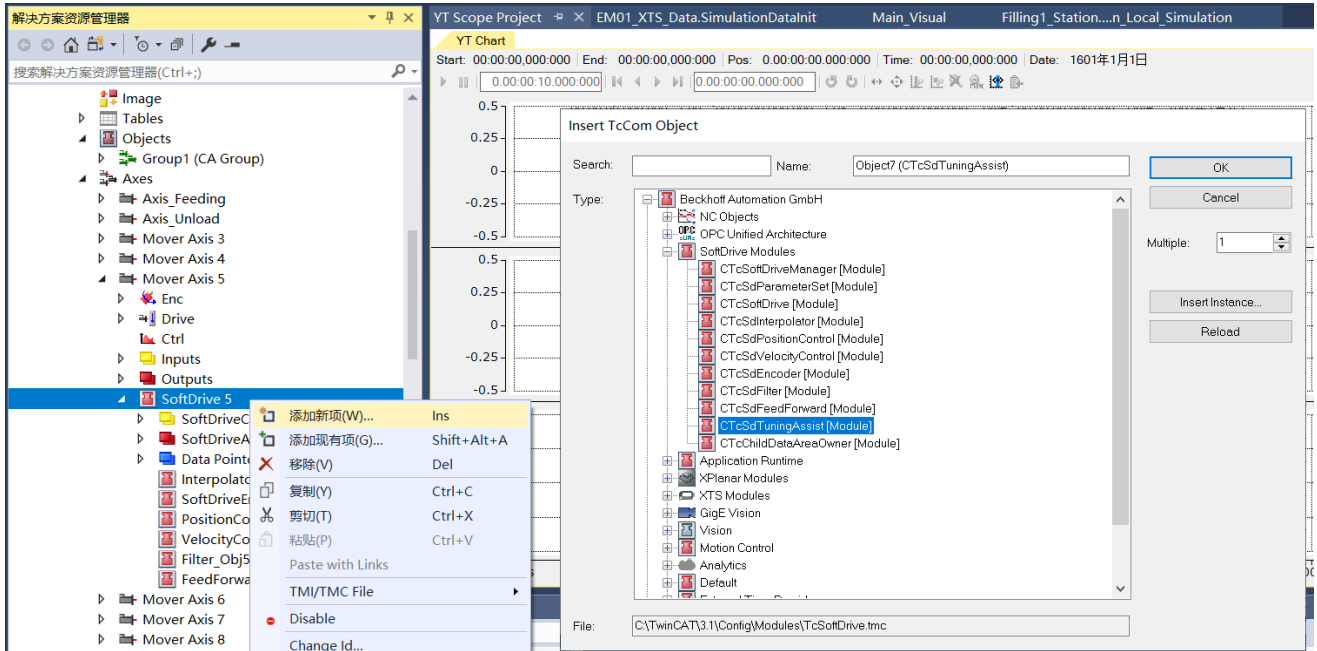 解决方案资源管理器
搜索解决方案资源管理器(Ctrl+;)
Image
Tables
Objects
Group1 (CA Group)
Axes
Axis_Feeding
Axis_Unload
Mover Axis 3
Mover Axis 4
Mover Axis 5
Enc
Drive
Ctrl
Inputs
Outputs
SoftDrive 5
SoftDriveC
SoftDriveA
Data Pointe
Interpolato
SoftDriveE
PositionCo
VelocityCo
Filter_Obj5
FeedForwa
Mover Axis 6
Mover Axis 7
Mover Axis 8
添加新项(W)... Ins
添加现有项(G)... Shift+Alt+A
移除(V) Del
复制(Y) Ctrl+C
剪切(T) Ctrl+X
粘贴(P) Ctrl+V
Paste with Links
TMI/TMC File
Disable
Change Id...
YT Scope Project EM01_XTS_Data.SimulationDataInit Main_Visual Filling1_Station....n_Local_Simulation
YT Chart
Start: 00:00:00,000:000 End: 00:00:00,000:000 Pos: 0.00:00:00.000:000 Time: 00:00:00,000:000 Date: 1601年1月1日
0.00:00:10.000:000 0.00:00:00.000:000
0.5
0.25
0
-0.25
-0.5
0.5
0.25
0
-0.25
-0.5
Insert TcCom Object
Search: Name: Object7 (CTcSdTuningAssist)
Type:
Beckhoff Automation GmbH
NC Objects
OPC Unified Architecture
SoftDrive Modules
CTcSoftDriveManager [Module]
CTcSdParameterSet [Module]
CTcSoftDrive [Module]
CTcSdInterpolator [Module]
CTcSdPositionControl [Module]
CTcSdVelocityControl [Module]
CTcSdEncoder [Module]
CTcSdFilter [Module]
CTcSdFeedForward [Module]
CTcSdTuningAssist [Module]
CTcChildDataAreaOwner [Module]
Application Runtime
XPlanar Modules
XTS Modules
GigE Vision
Vision
Motion Control
Analytics
Default
OK
Cancel
Multiple: 1
Insert Instance...
Reload
File: C:\TwinCAT\3.1\Config\Modules\TcSoftDrive.tmc